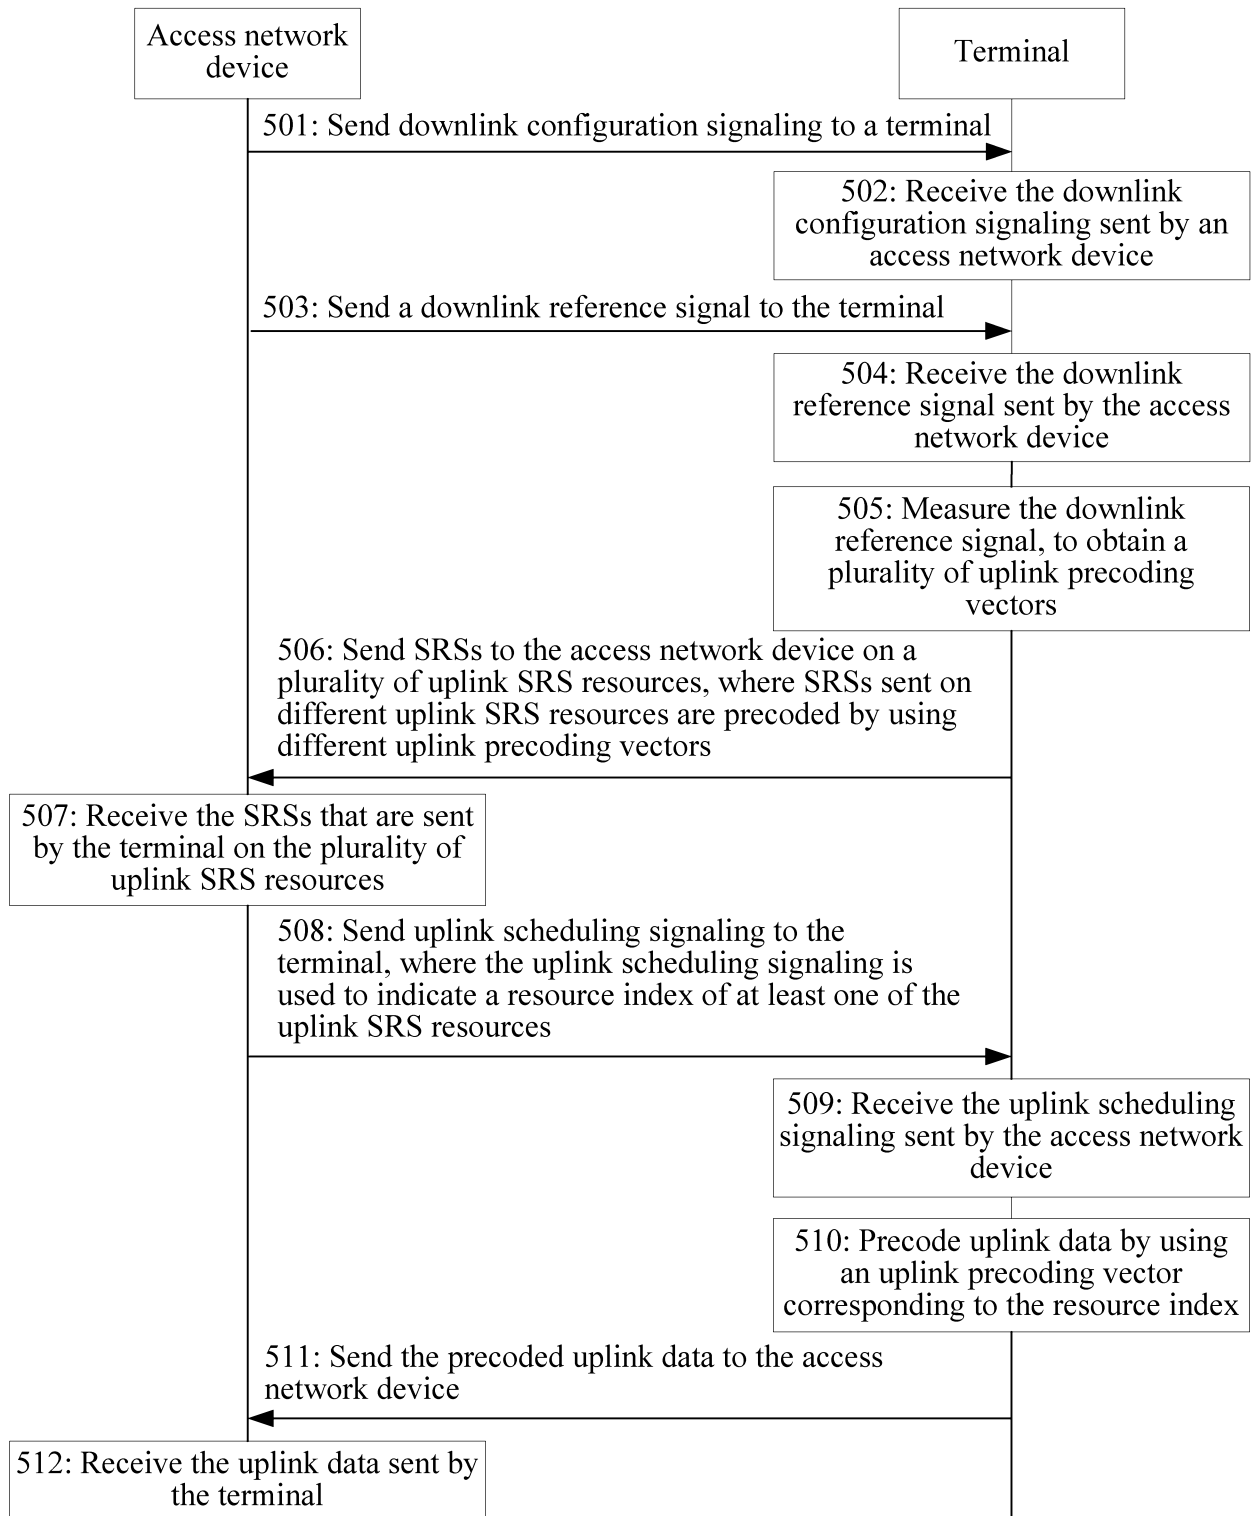 Access network
device
Terminal
501: Send downlink configuration signaling to a terminal
502: Receive the downlink
configuration signaling sent by an
access network device
503: Send a downlink reference signal to the terminal
504: Receive the downlink
reference signal sent by the access
network device
505: Measure the downlink
reference signal, to obtain a
plurality of uplink precoding
vectors
506: Send SRSs to the access network device on a
plurality of uplink SRS resources, where SRSs sent on
different uplink SRS resources are precoded by using
different uplink precoding vectors
507: Receive the SRSs that are sent
by the terminal on the plurality of
uplink SRS resources
508: Send uplink scheduling signaling to the
terminal, where the uplink scheduling signaling is
used to indicate a resource index of at least one of the
uplink SRS resources
509: Receive the uplink scheduling
signaling sent by the access network
device
510: Precode uplink data by using
an uplink precoding vector
corresponding to the resource index
511: Send the precoded uplink data to the access
network device
512: Receive the uplink data sent by
the terminal